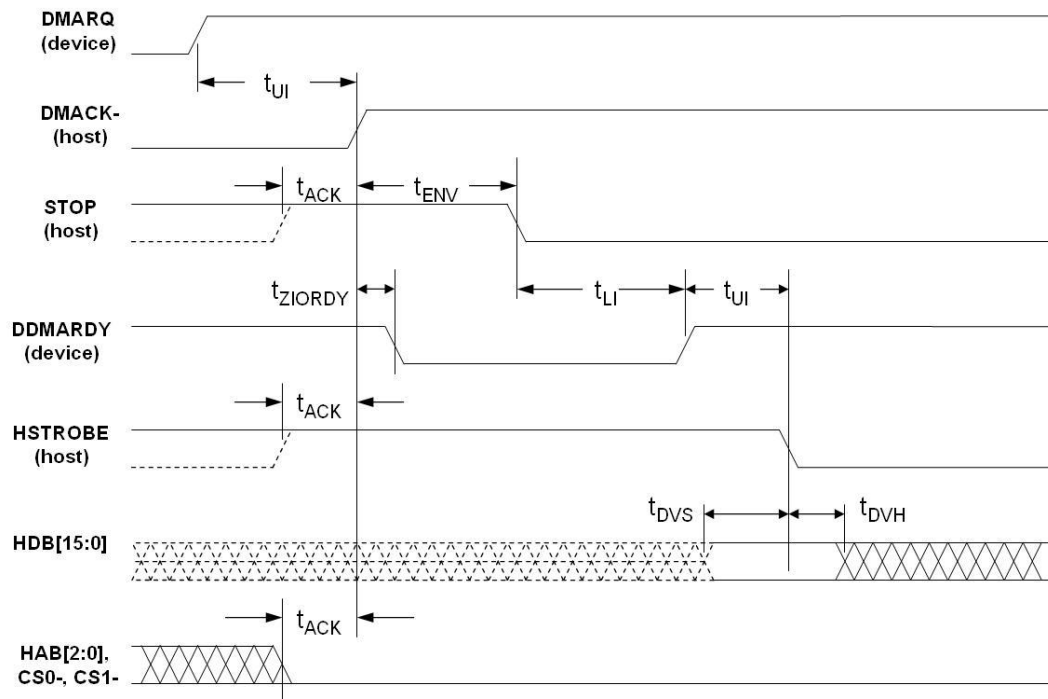 DMARQ
(device)
tUI
DMACK-
(host)
tACK
tENV
STOP
(host)
tZIORDY
tLI
tUI
DDMARDY
(device)
tACK
HSTROBE
(host)
tDVS
tDVH
HDB[15:0]
tACK
HAB[2:0],
CS0-, CS1-